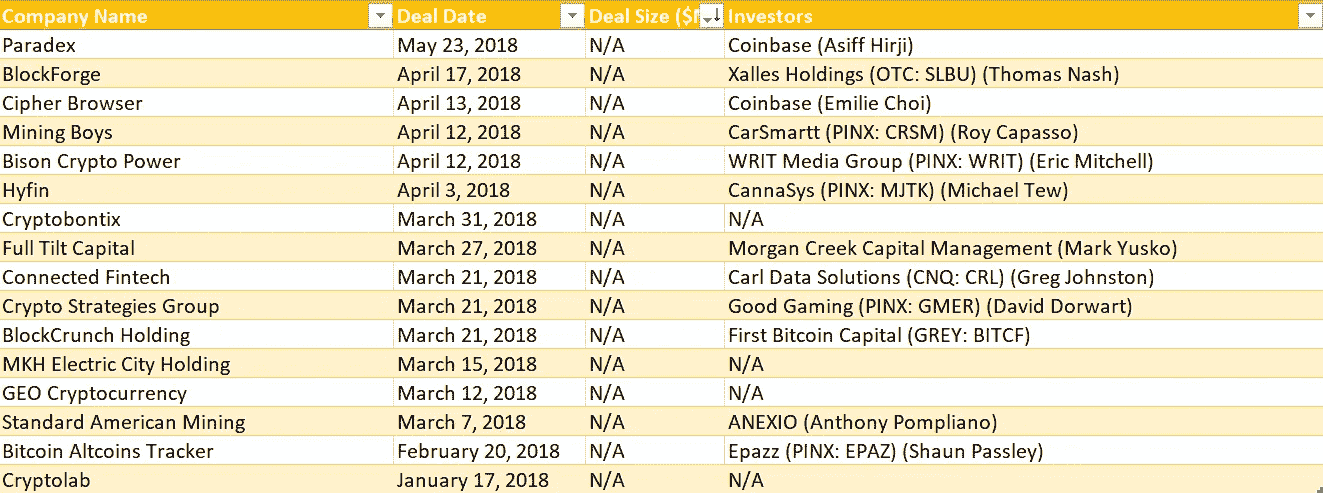 Company Name Deal Date Deal Size ($ Investors
Paradex May 23, 2018 N/A Coinbase (Asiff Hirji)
BlockForge April 17, 2018 N/A Xalles Holdings (OTC: SLBU) (Thomas Nash)
Cipher Browser April 13, 2018 N/A Coinbase (Emilie Choi)
Mining Boys April 12, 2018 N/A CarSmartt (PINX: CRSM) (Roy Capasso)
Bison Crypto Power April 12, 2018 N/A WRIT Media Group (PINX: WRIT) (Eric Mitchell)
Hyfin April 3, 2018 N/A CannaSys (PINX: MJTK) (Michael Tew)
Cryptobontix March 31, 2018 N/A N/A
Full Tilt Capital March 27, 2018 N/A Morgan Creek Capital Management (Mark Yusko)
Connected Fintech March 21, 2018 N/A Carl Data Solutions (CNQ: CRL) (Greg Johnston)
Crypto Strategies Group March 21, 2018 N/A Good Gaming (PINX: GMER) (David Dorwart)
BlockCrunch Holding March 21, 2018 N/A First Bitcoin Capital (GREY: BITCF)
MKH Electric City Holding March 15, 2018 N/A N/A
GEO Cryptocurrency March 12, 2018 N/A N/A
Standard American Mining March 7, 2018 N/A ANEXIO (Anthony Pompliano)
Bitcoin Altcoins Tracker February 20, 2018 N/A Epazz (PINX: EPAZ) (Shaun Passley)
Cryptolab January 17, 2018 N/A N/A